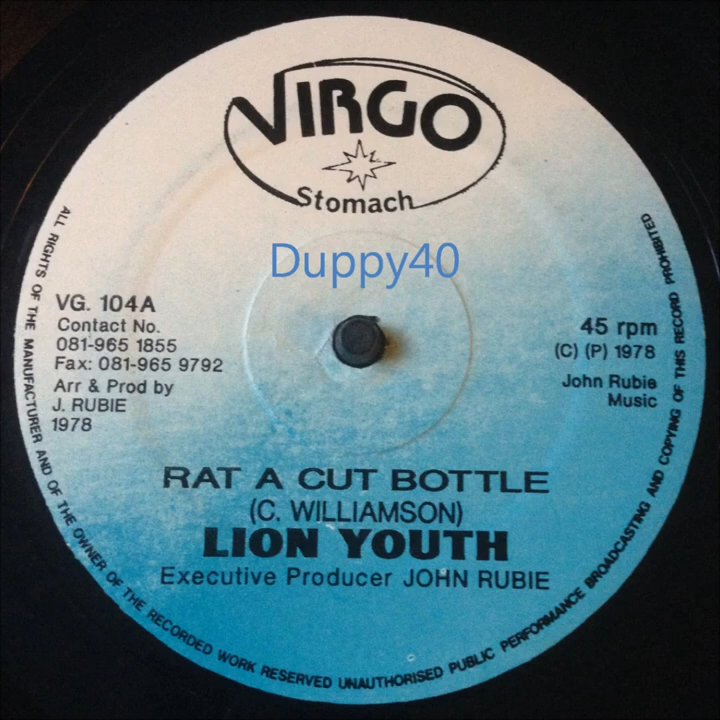 VIRGO
Stomach
Duppy40
VG. 104A
Contact No.
081-965 1855
Fax: 081-965 9792
Arr & Prod by
J. RUBIE
1978
45 rpm
(C) (P) 1978
John Rubie
Music
RAT A CUT BOTTLE
(C. WILLIAMSON)
LION YOUTH
Executive Producer JOHN RUBIE
ALL RIGHTS OF THE MANUFACTURER AND OF THE OWNER OF THE RECORDED WORK RESERVED UNAUTHORISED PUBLIC PERFORMANCE BROADCASTING AND COPYING OF THIS RECORD PROHIBITED